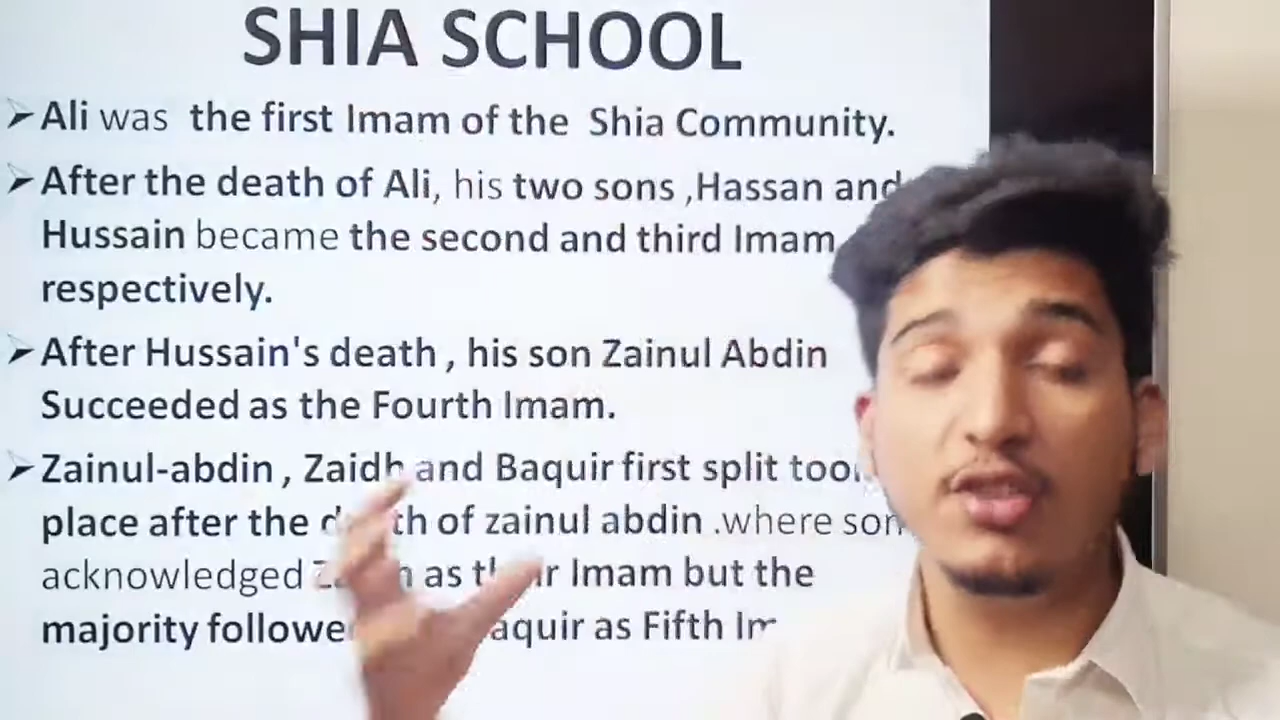 SHIA SCHOOL
Ali was the first Imam of the Shia Community.
After the death of Ali, his two sons ,Hassan and
Hussain became the second and third Imam
respectively.
After Hussain's death , his son Zainul Abdin
Succeeded as the Fourth Imam.
Zainul-abdin , Zaidh and Baquir first split
place after the of zainul abdin .where
acknowledged as Imam but the
majority as Fifth